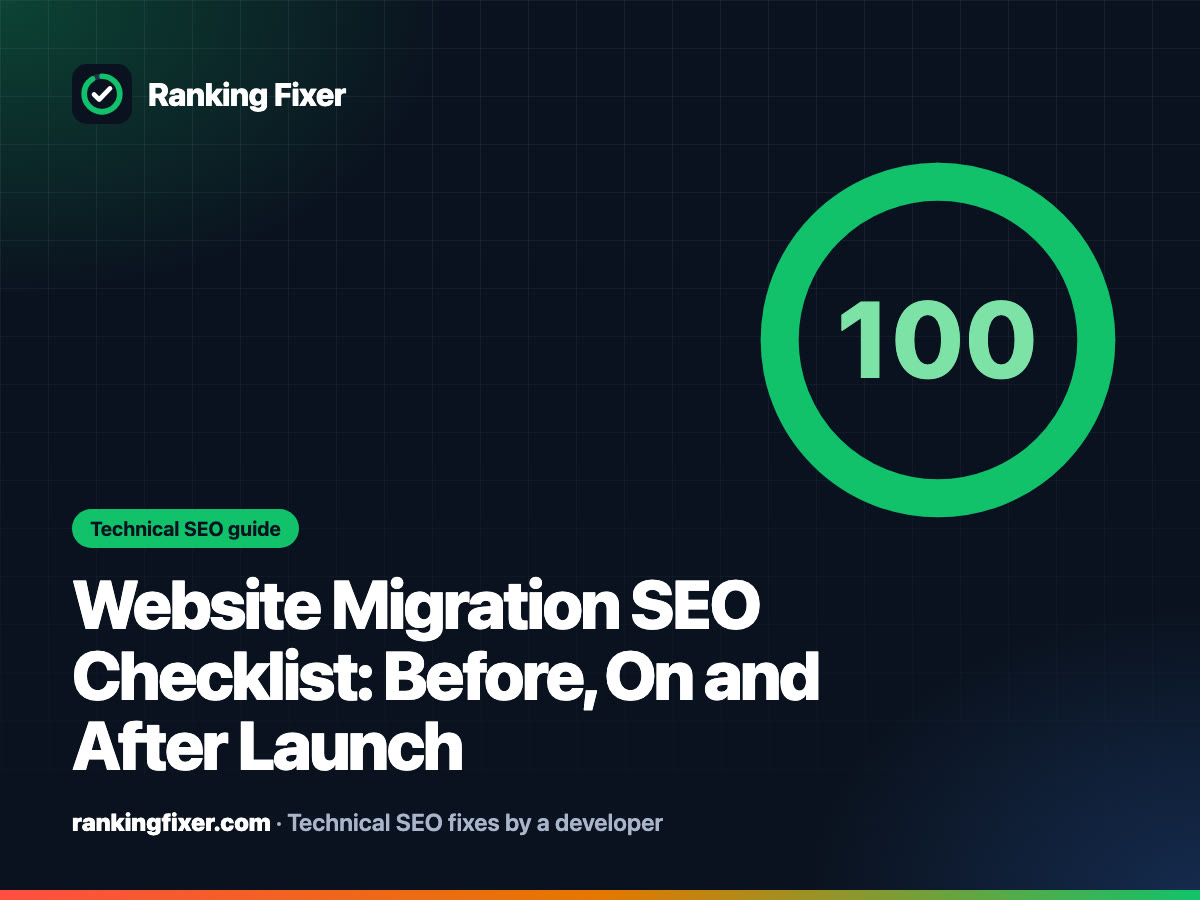 Ranking Fixer
100
Technical SEO guide
Website Migration SEO
Checklist: Before, On and
After Launch
rankingfixer.com · Technical SEO fixes by a developer